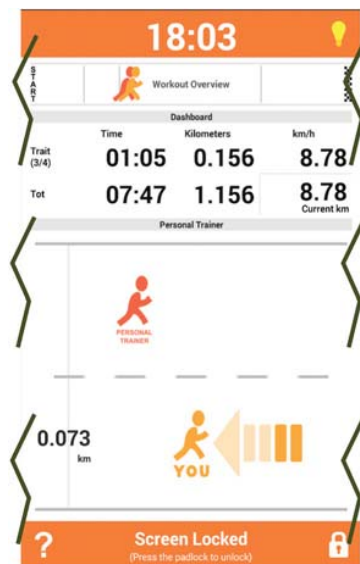 18:03
START
Workout Overview
Dashboard
Time Kilometers km/h
Trait
(3/4) 01:05 0.156 8.78
Tot 07:47 1.156 8.78
Current km
Personal Trainer
PERSONAL
TRAINER
0.073
km
YOU
? Screen Locked
(Press the padlock to unlock)